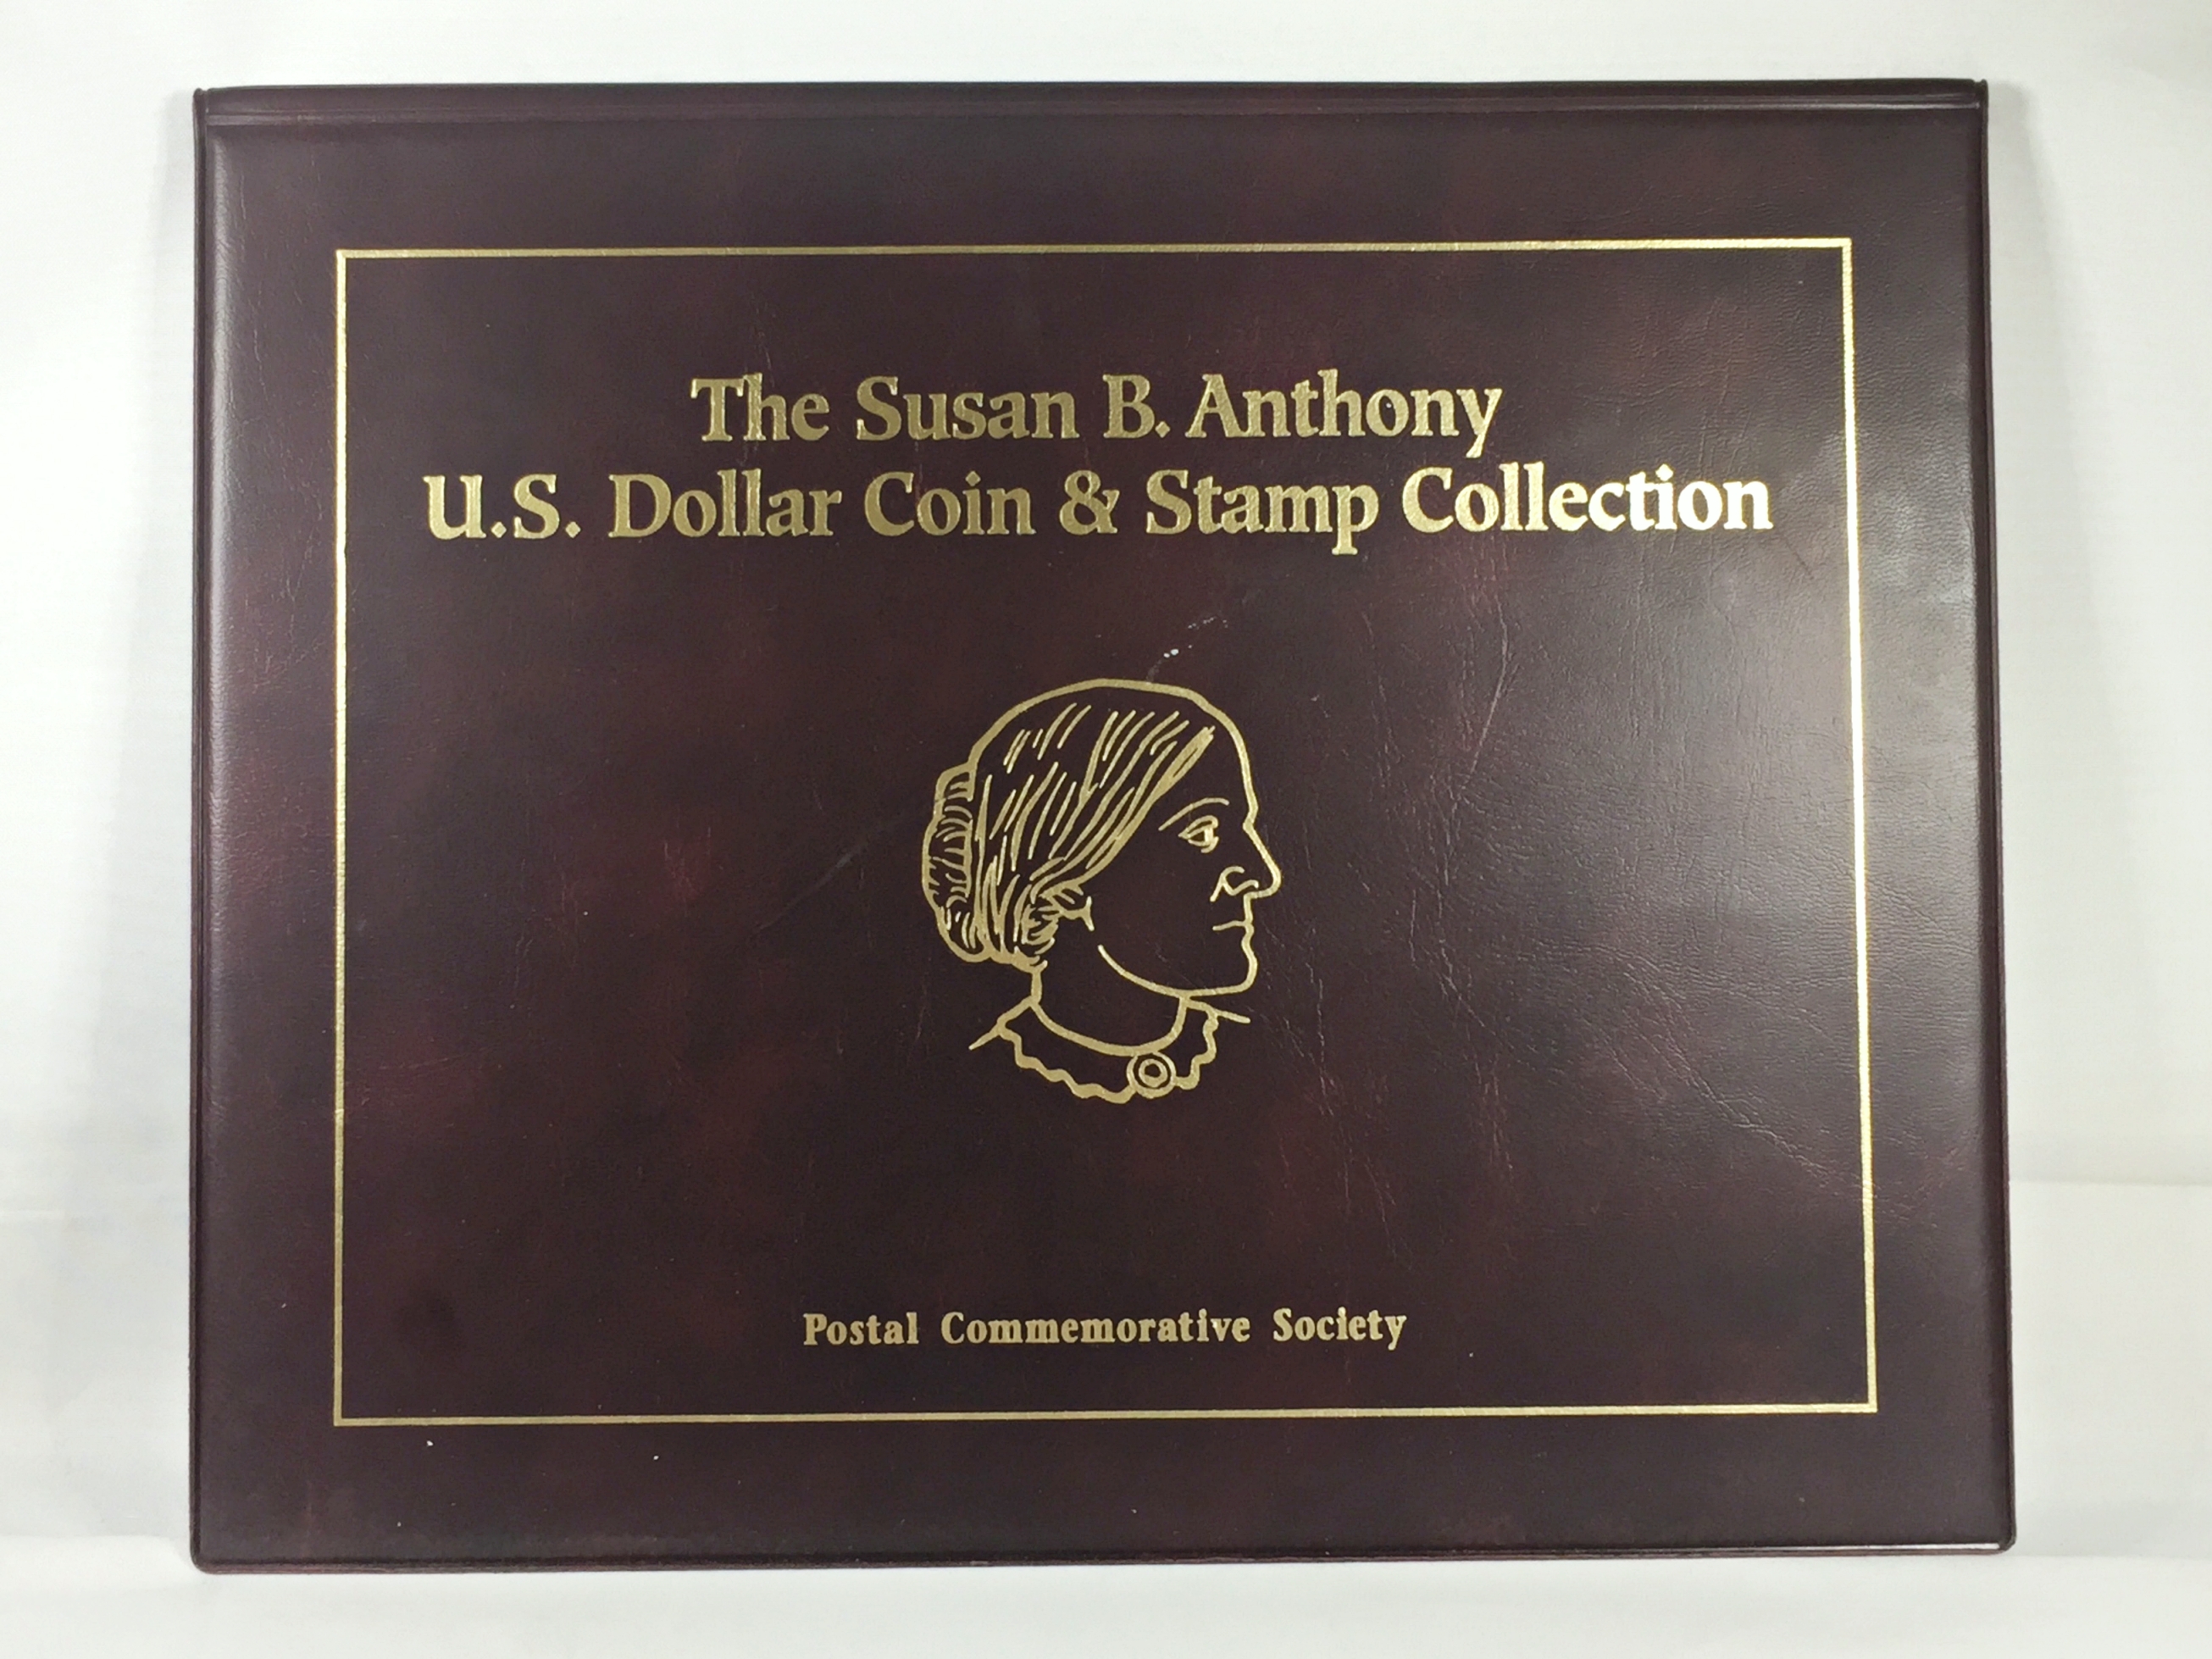 The Susan B. Anthony
U.S. Dollar Coin & Stamp Collection
Postal Commemorative Society